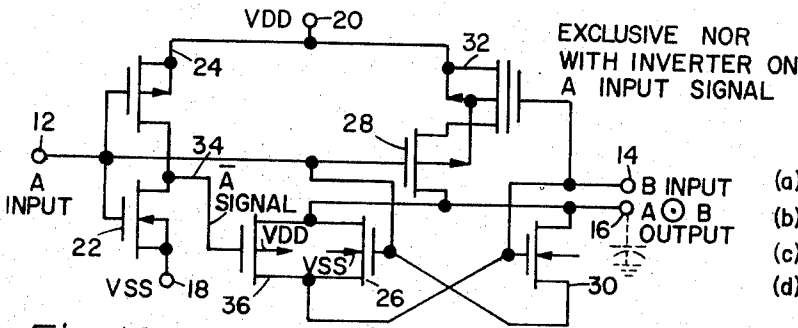 VDD 20
EXCLUSIVE NOR
WITH INVERTER ON
A INPUT SIGNAL
24
32
12
28
34
A
INPUT
Ā
SIGNAL
14
B INPUT
(a)
16
A ⊙ B
OUTPUT
(b)
(c)
(d)
22
VDD
VSS
VSS
18
36
26
30